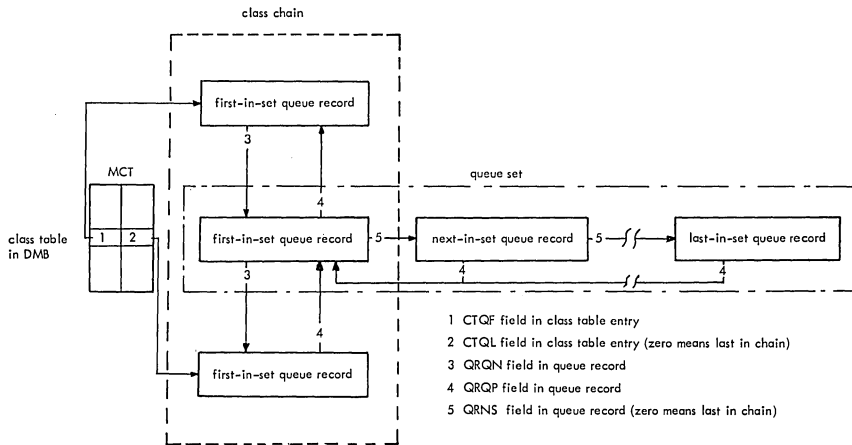 class chain
first-in-set queue record
3
4
MCT
queue set
class table
in DMB
1 2
first-in-set queue record
5
next-in-set queue record
5
last-in-set queue record
3
4
4
4
first-in-set queue record
1 CTQF field in class table entry
2 CTQL field in class table entry (zero means last in chain)
3 QRQN field in queue record
4 QRQP field in queue record
5 QRNS field in queue record (zero means last in chain)